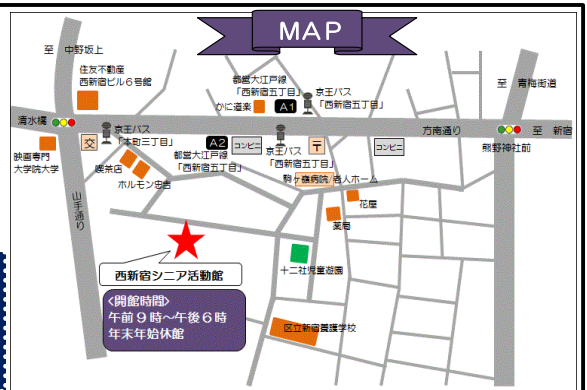 MAP
至 中野坂上
住友不動産
西新宿ビル6号館
都営大江戸線
「西新宿五丁目」
京王バス
「西新宿五丁目」
至 青梅街道
かに道楽
A1
清水橋
京王バス
「本町三丁目」
方南通り
至 新宿
熊野神社前
交
A2
コンビニ
〒
コンビニ
映画専門
大学院大学
喫茶店
ホルモン忠吉
都営大江戸線
「西新宿五丁目」
京王バス
「西新宿五丁目」
駒ヶ嶺病院/老人ホーム
山手通り
花屋
薬局
西新宿シニア活動館
十二社児童遊園
<開館時間>
午前9時~午後6時
年末年始休館
区立新宿養護学校